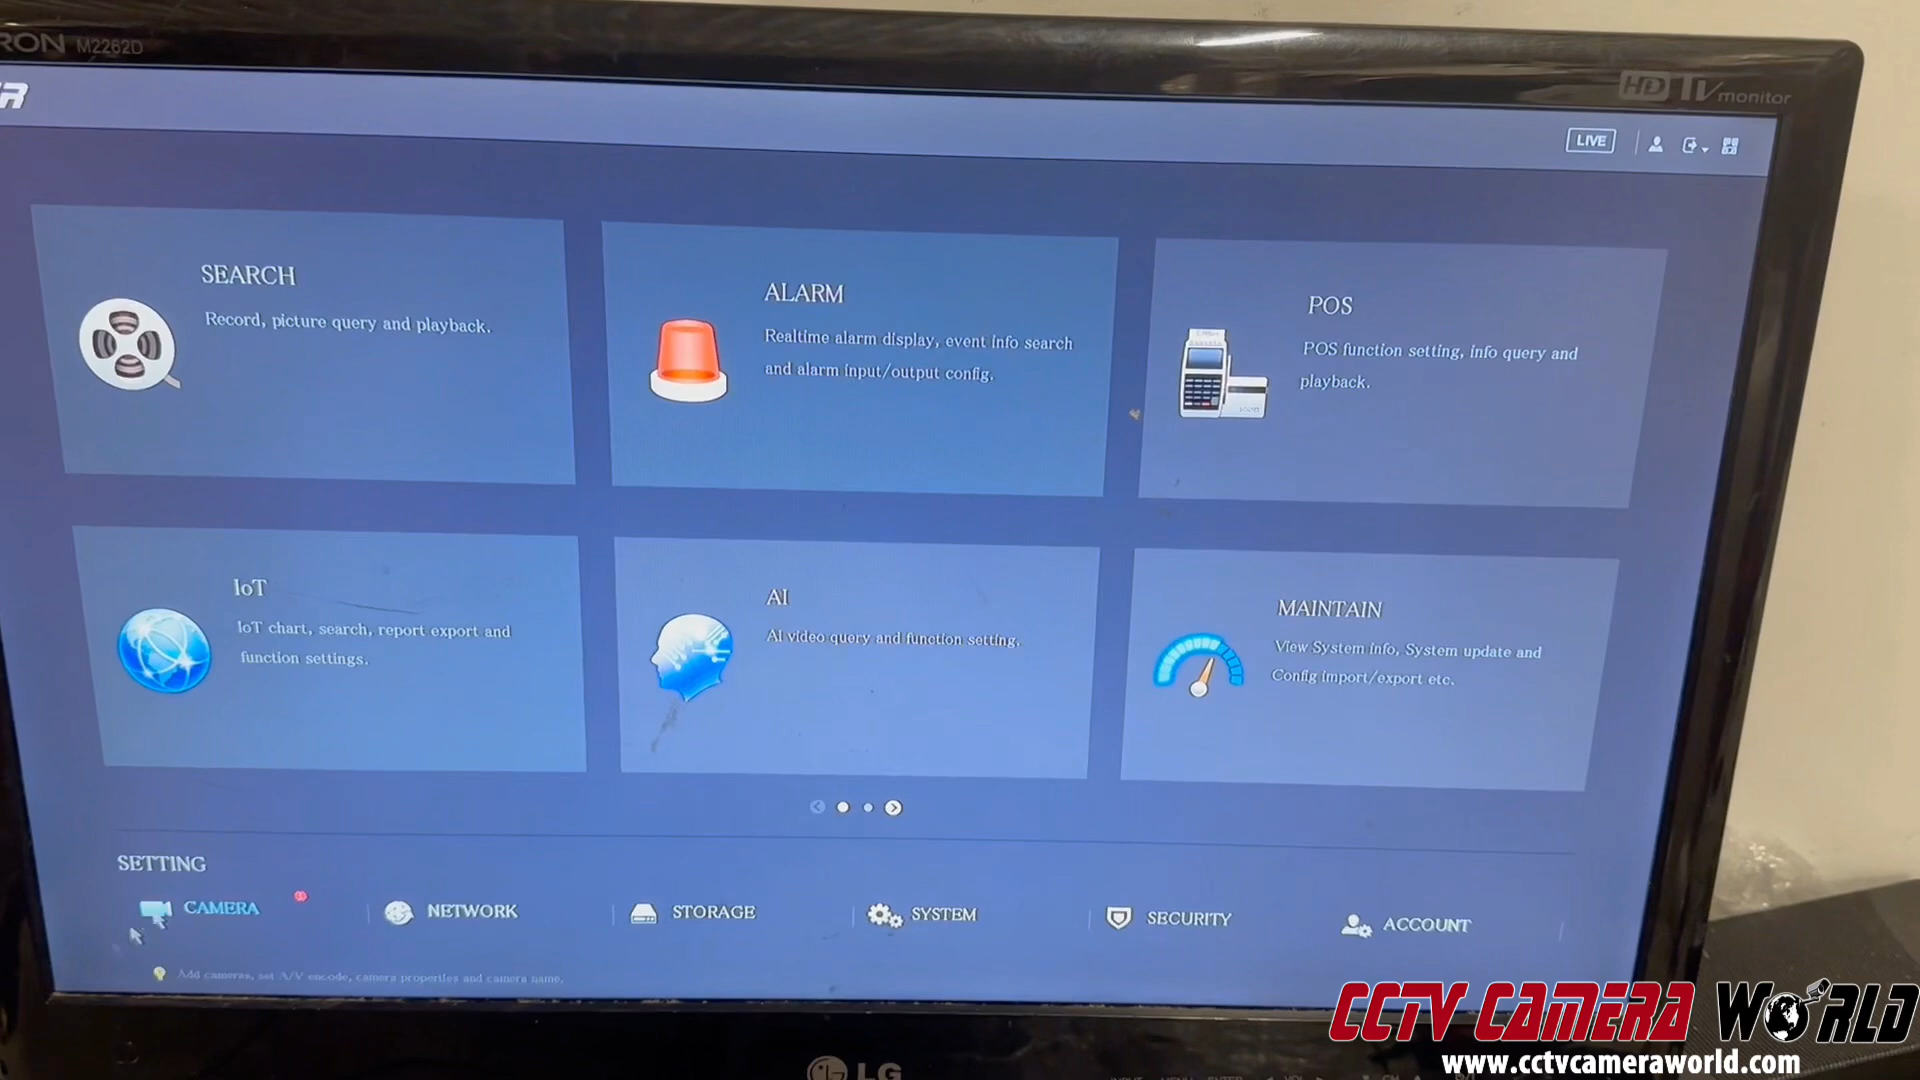 M2262D
HDTV monitor
LIVE
SEARCH
Record, picture query and playback.
ALARM
Realtime alarm display, event info search
and alarm input/output config.
POS
POS function setting, info query and
playback.
IoT
IoT chart, search, report export and
function settings.
AI
AI video query and function setting.
MAINTAIN
View System info, System update and
Config import/export etc.
SETTING
CAMERA
NETWORK
STORAGE
SYSTEM
SECURITY
ACCOUNT
Add cameras, set A/V encode, camera properties and camera name.
LG
CCTV CAMERA WORLD
www.cctvcameraworld.com